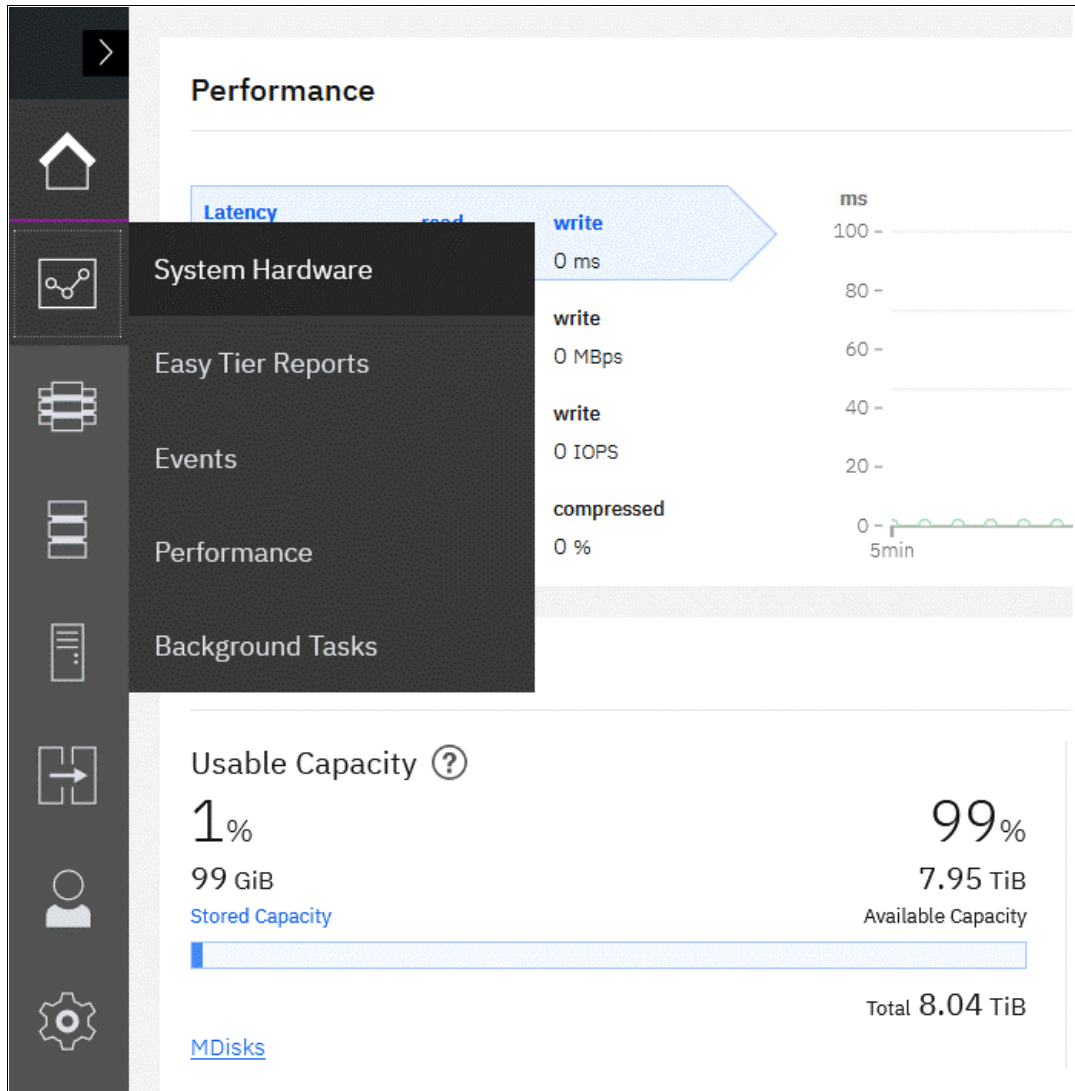 Performance
Latency
read
write
0 ms
write
0 MBps
write
0 IOPS
compressed
0 %
ms
100
80
60
40
20
0
5min
System Hardware
Easy Tier Reports
Events
Performance
Background Tasks
Usable Capacity ?
1%
99 GiB
Stored Capacity
99%
7.95 TiB
Available Capacity
Total 8.04 TiB
MDisks